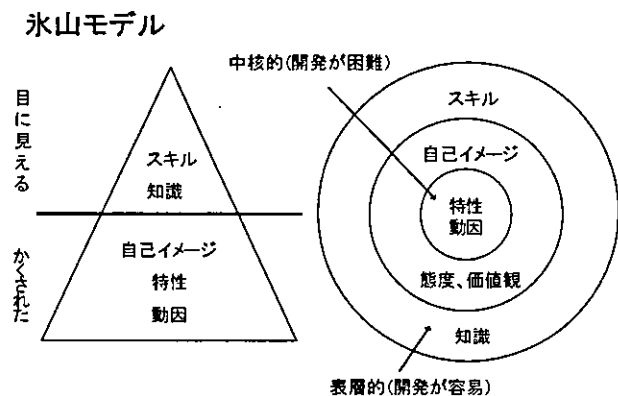 氷山モデル
目に見える
かくされた
スキル
知識
自己イメージ
特性
動因
中核的(開発が困難)
スキル
自己イメージ
特性
動因
態度、価値観
知識
表層的(開発が容易)